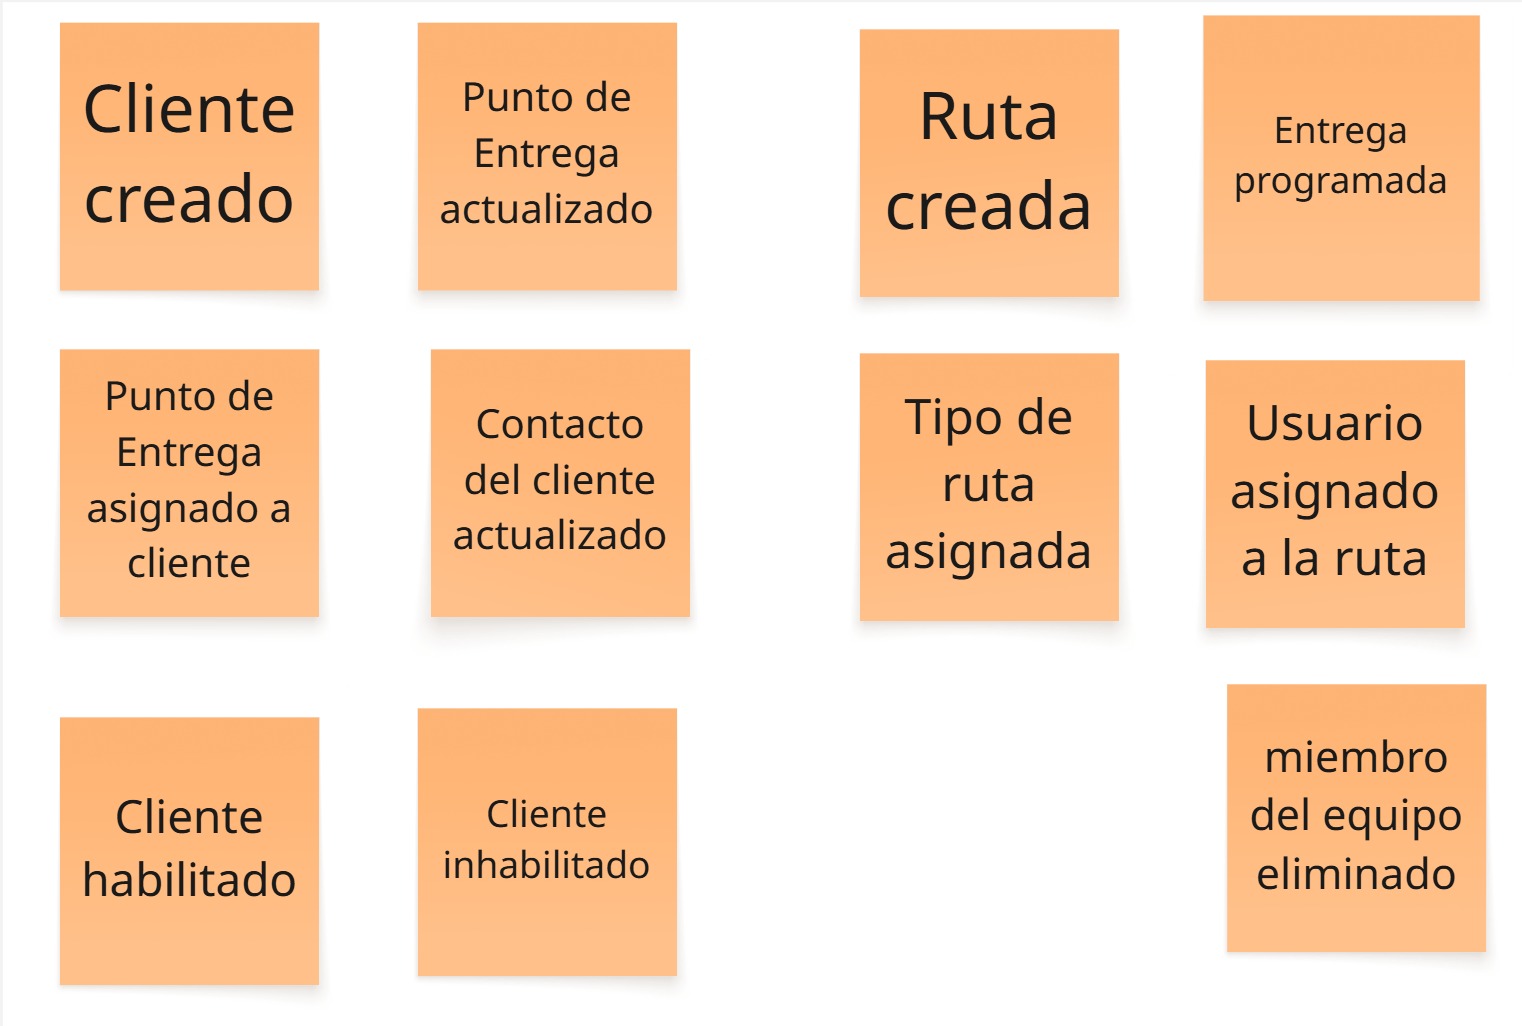 Cliente
creado
Punto de
Entrega
actualizado
Ruta
creada
Entrega
programada
Punto de
Entrega
asignado a
cliente
Contacto
del cliente
actualizado
Tipo de
ruta
asignada
Usuario
asignado
a la ruta
Cliente
habilitado
Cliente
inhabilitado
miembro
del equipo
eliminado